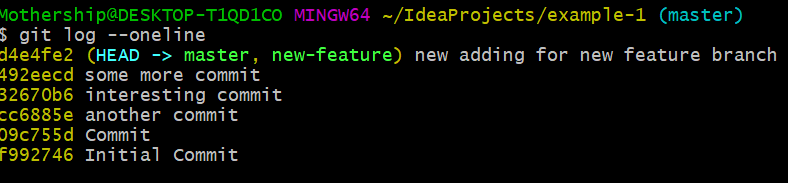 Mothership@DESKTOP-T1QD1CO MINGW64 ~/IdeaProjects/example-1 (master)
$ git log --oneline
d4e4fe2 (HEAD -> master, new-feature) new adding for new feature branch
492eecd some more commit
32670b6 interesting commit
cc6885e another commit
09c755d Commit
f992746 Initial Commit